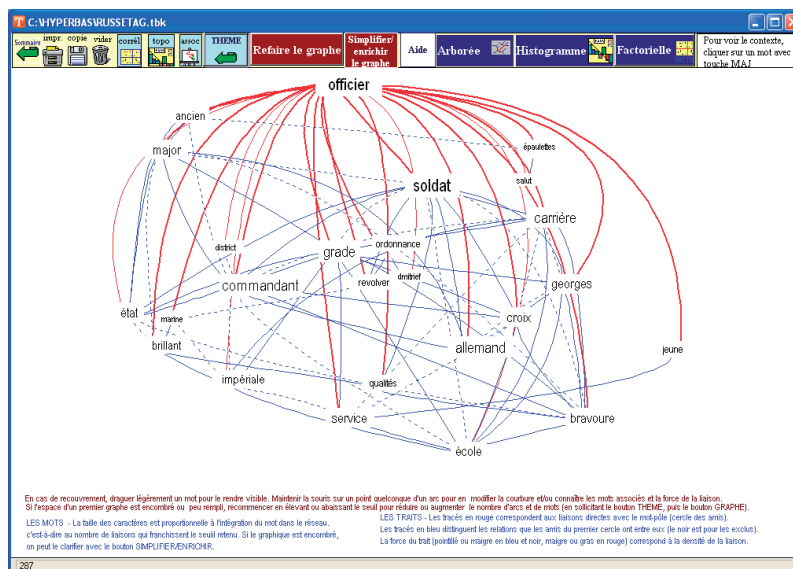 C:\HYPERBAS\RUSSETAG.tbk
Sommaire impr. copie vider corrél topo assoc THEME Refaire le graphe Simplifier/ enrichir le graphe Aide Arborée Histogramme Factorielle Pour voir le contexte, cliquer sur un mot avec touche MAJ
officier
ancien
major
épaulettes
salut
soldat
carrière
district
grade
ordonnance
commandant
revolver
dmitrief
georges
état
marine
croix
brillant
allemand
jeune
impériale
qualités
service
bravoure
école
En cas de recouvrement, draguer légèrement un mot pour le rendre visible. Maintenir la souris sur un point quelconque d'un arc pour en modifier la courbure et/ou connaître les mots associés et la force de la liaison.
Si l'espace d'un premier graphe est encombré ou peu rempli, recommencer en élevant ou abaissant le seuil pour réduire ou augmenter le nombre d'arcs et de mots (en sollicitant le bouton THEME, puis le bouton GRAPHE).
LES MOTS - La taille des caractères est proportionnelle à l'intégration du mot dans le réseau.
c'est-à-dire au nombre de liaisons qui franchissent le seuil retenu. Si le graphique est encombré,
on peut le clarifier avec le bouton SIMPLIFIER/ENRICHIR.
LES TRAITS - Les tracés en rouge correspondent aux liaisons directes avec le mot-pôle (cercle des amis).
Les tracés en bleu distinguent les relations que les amis du premier cercle ont entre eux (le noir est pour les exclus).
La force du trait (pointillé ou maigre en bleu et noir, maigre ou gras en rouge) correspond à la densité de la liaison.
287